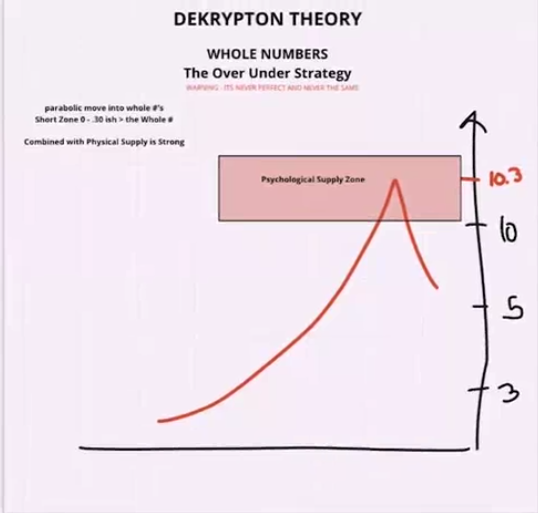 DEKRYPTON THEORY
WHOLE NUMBERS
The Over Under Strategy
WARNING - ITS NEVER PERFECT AND NEVER THE SAME
parabolic move into whole #'s
Short Zone 0 - .30 ish > the Whole #
Combined with Physical Supply is Strong
Psychological Supply Zone
10.3
10
5
3